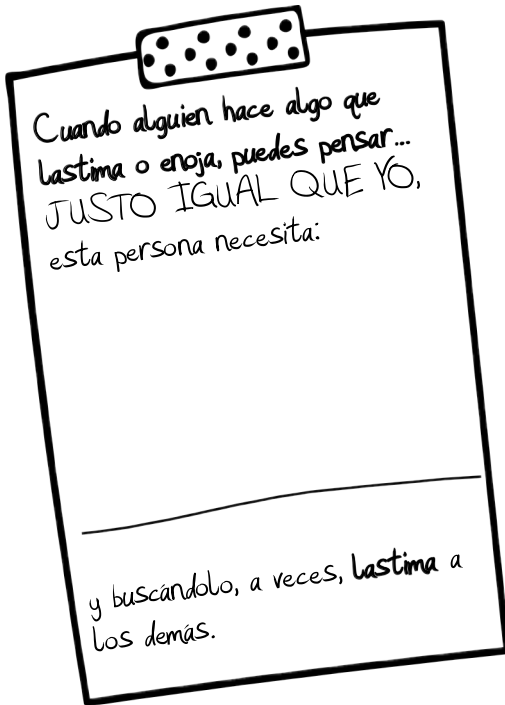 Cuando alguien hace algo que
lastima o enoja, puedes pensar...
JUSTO IGUAL QUE YO,
esta persona necesita:
y buscándolo, a veces, lastima a
los demás.